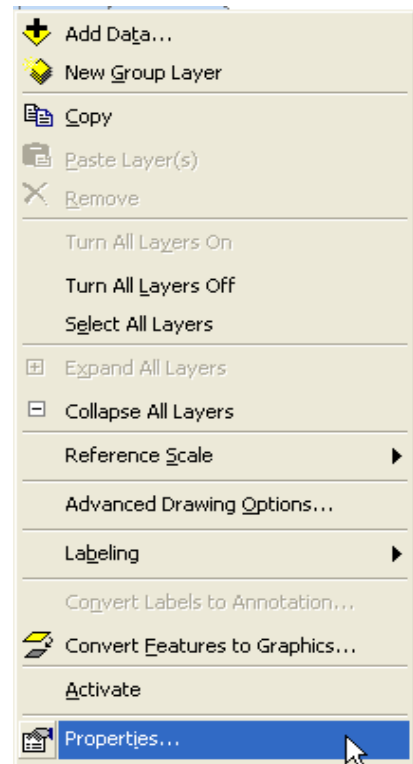 Add Data...
New Group Layer
Copy
Paste Layer(s)
Remove
Turn All Layers On
Turn All Layers Off
Select All Layers
Expand All Layers
Collapse All Layers
Reference Scale
Advanced Drawing Options...
Labeling
Convert Labels to Annotation...
Convert Features to Graphics...
Activate
Properties...